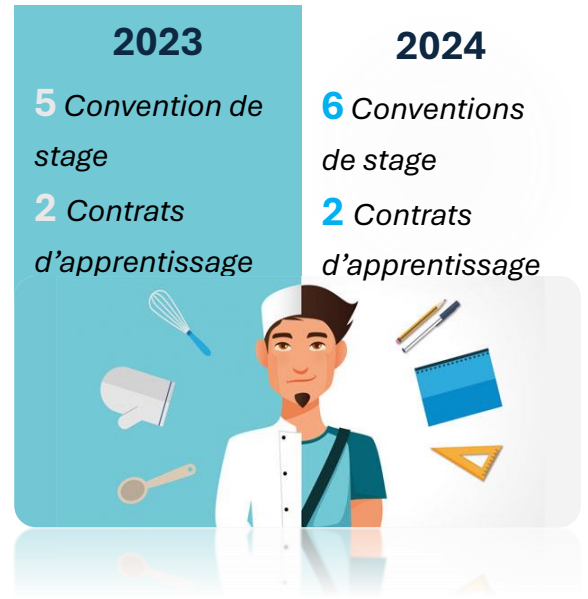 2023
5 Convention de
stage
2 Contrats
d’apprentissage
2024
6 Conventions
de stage
2 Contrats
d’apprentissage